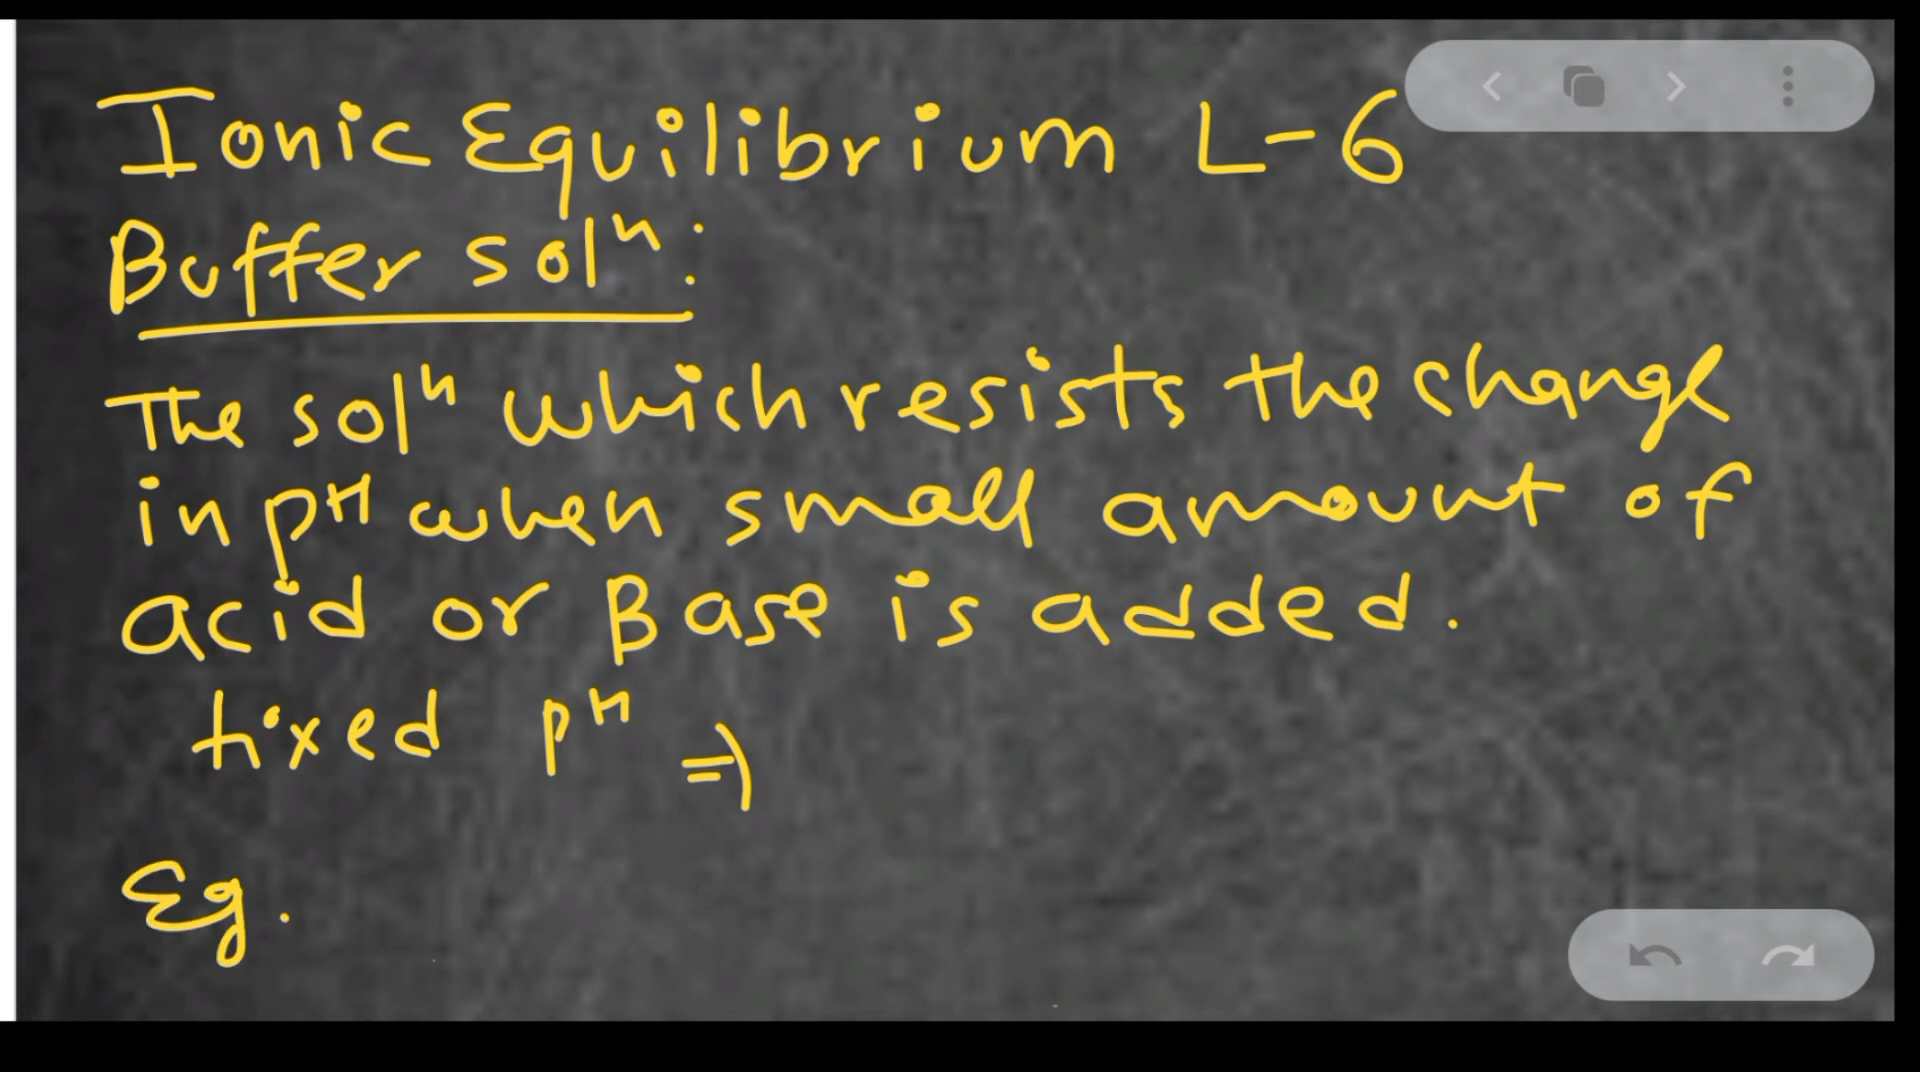 Ionic Equilibrium L-6
Buffer solⁿ:
The solⁿ which resists the change
in pH when small amount of
acid or Base is added.
fixed pH ⇒
Eg.